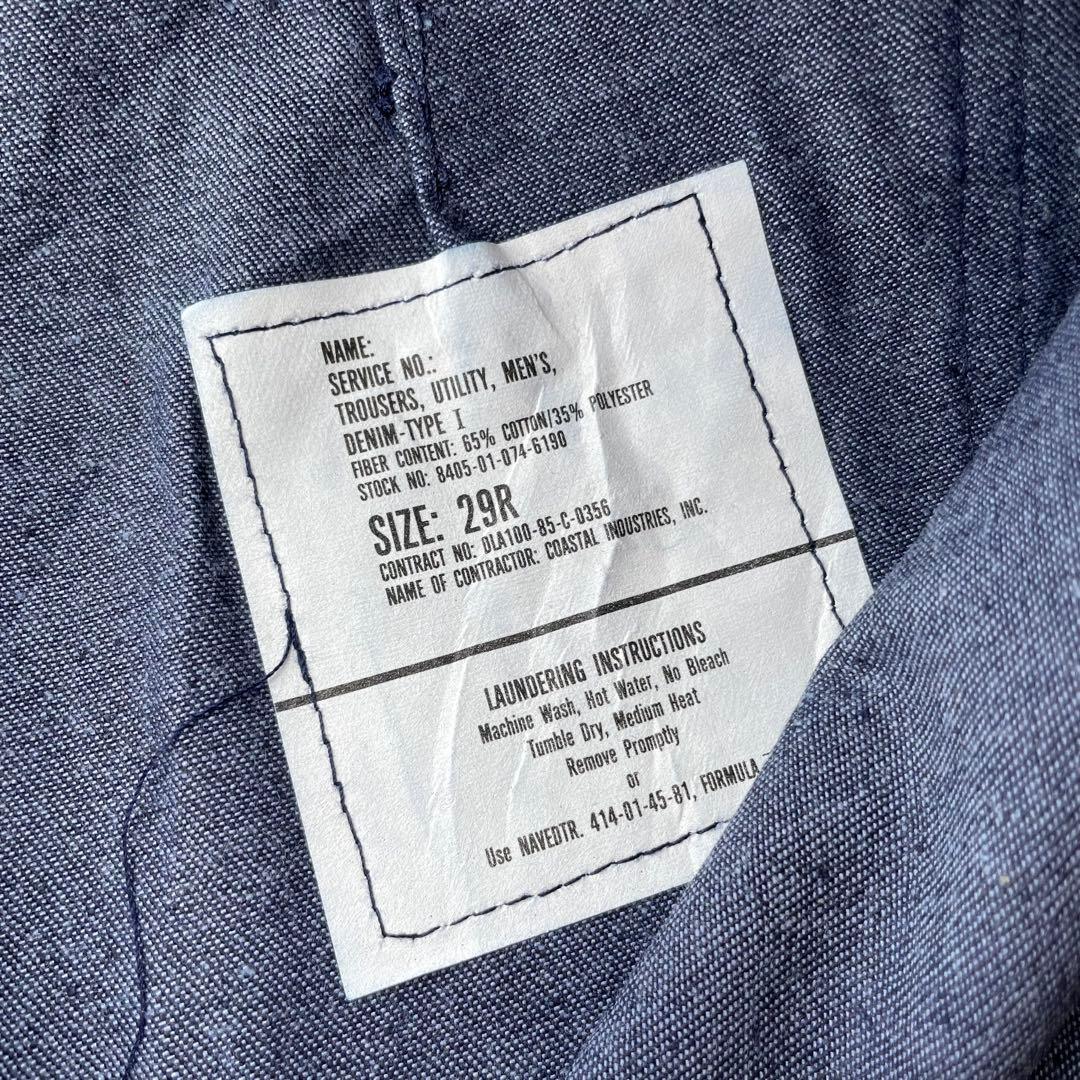 NAME:
SERVICE NO.:
TROUSERS, UTILITY, MEN'S,
DENIM-TYPE I
FIBER CONTENT: 65% COTTON/35% POLYESTER
STOCK NO: 8405-01-074-6190
SIZE: 29R
CONTRACT NO: DLA100-85-C-0356
NAME OF CONTRACTOR: COASTAL INDUSTRIES, INC.
LAUNDERING INSTRUCTIONS
Machine Wash, Hot Water, No Bleach
Tumble Dry, Medium Heat
Remove Promptly
or
Use NAVEDTR. 414-01-45-81, FORMULA